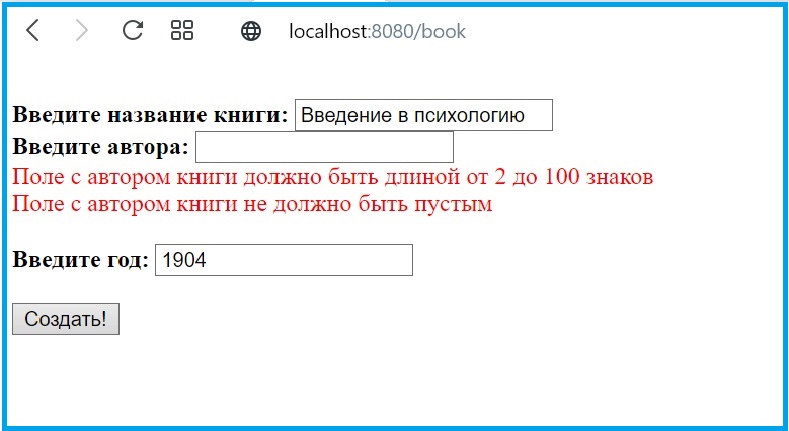 localhost:8080/book
Введите название книги: Введение в психологию
Введите автора:
Поле с автором книги должно быть длиной от 2 до 100 знаков
Поле с автором книги не должно быть пустым
Введите год: 1904
Создать!